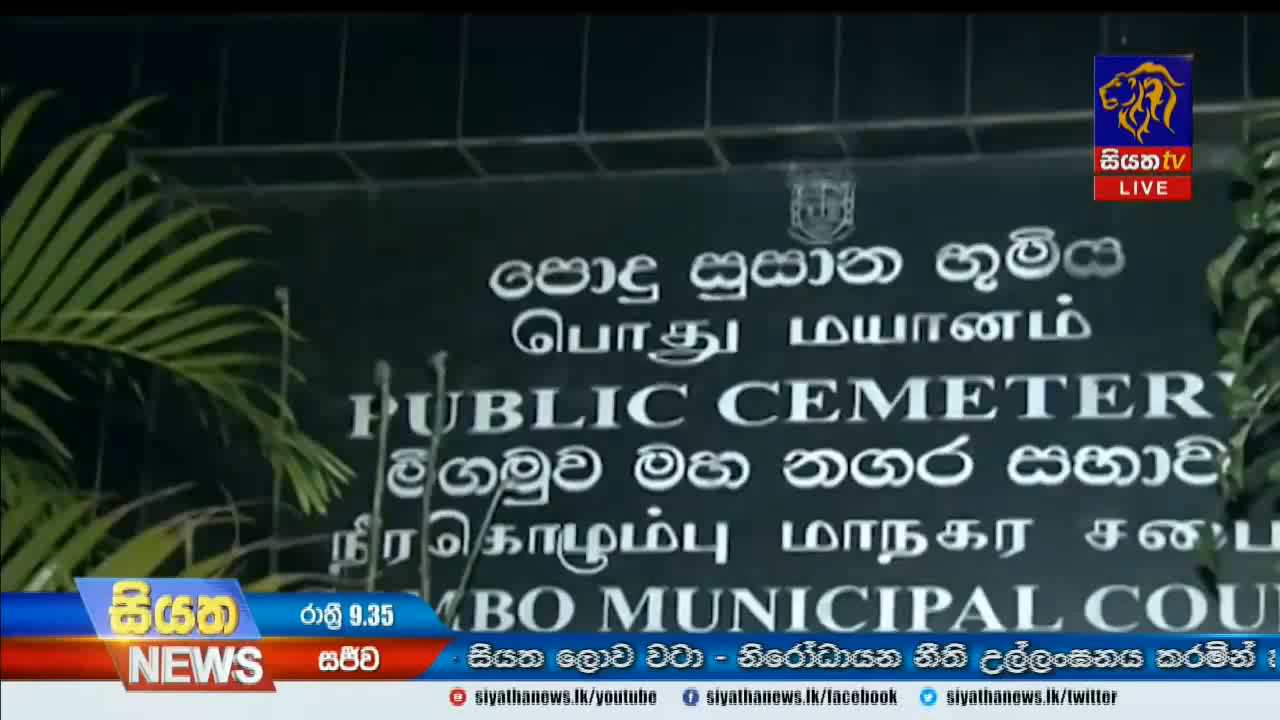 සියත tv
LIVE
පොදු සුසාන භූමිය
பொது மயானம்
PUBLIC CEMETERY
මීගමුව මහ නගර සභාව
நீர்கொழும்பு மாநகர சபை
MBO MUNICIPAL COU
සියත
NEWS
රාත්‍රී 9.35
සජීව
සියත ලොව වටා - නිරෝධායන නීති උල්ලංඝනය කරමින්
siyathanews.lk/youtube
siyathanews.lk/facebook
siyathanews.lk/twitter